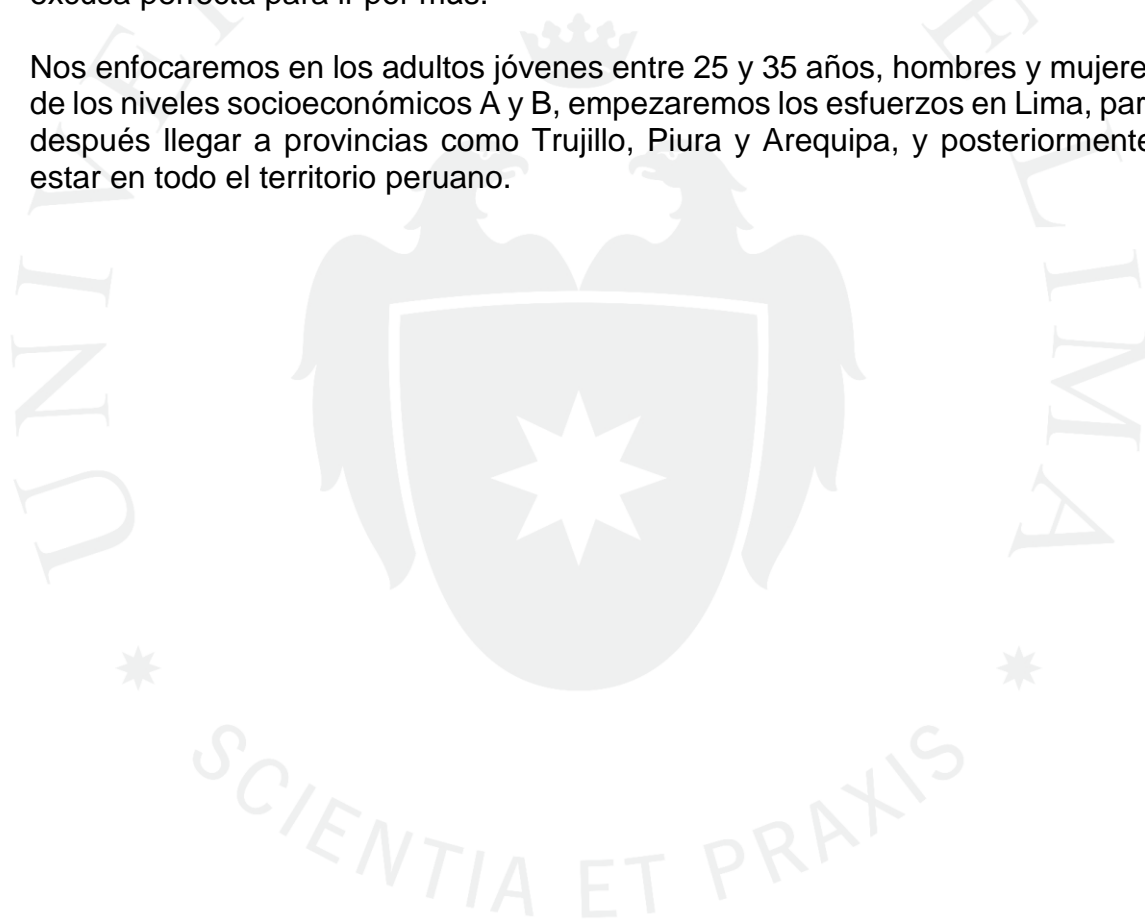 excusa perfecta para ir por más.
Nos enfocaremos en los adultos jóvenes entre 25 y 35 años, hombres y mujere
de los niveles socioeconómicos A y B, empezaremos los esfuerzos en Lima, par
después llegar a provincias como Trujillo, Piura y Arequipa, y posteriormente
estar en todo el territorio peruano.
SCIENTIA ET PRAXIS